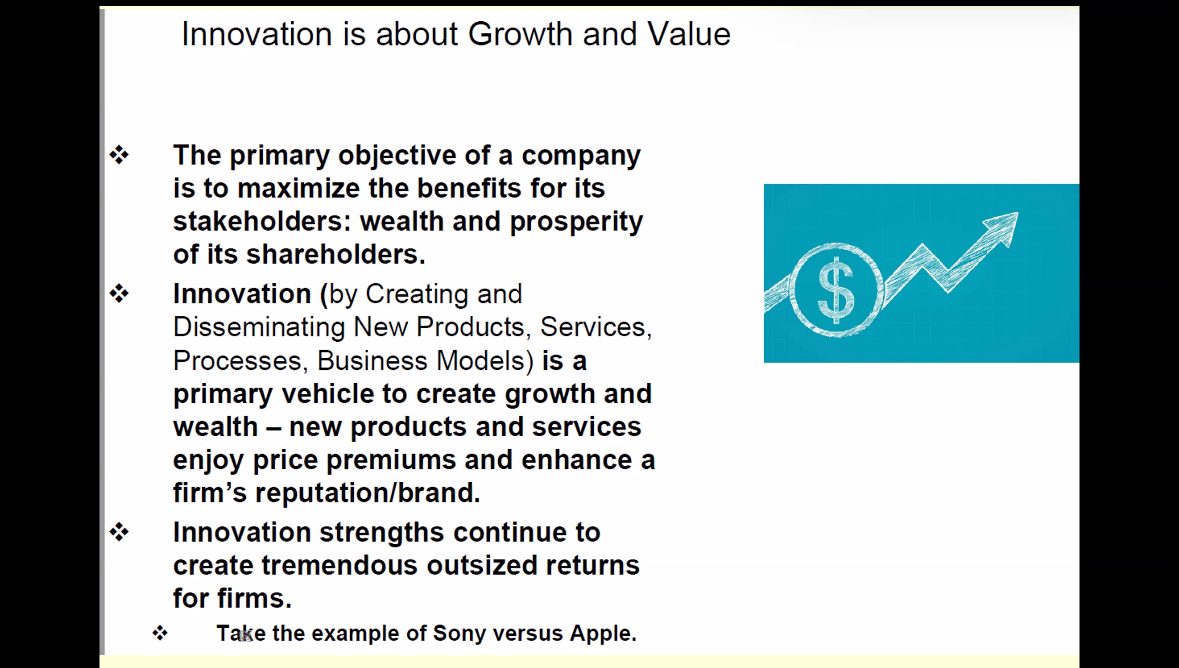 Innovation is about Growth and Value
❖ The primary objective of a company
is to maximize the benefits for its
stakeholders: wealth and prosperity
of its shareholders.
❖ Innovation (by Creating and
Disseminating New Products, Services,
Processes, Business Models) is a
primary vehicle to create growth and
wealth – new products and services
enjoy price premiums and enhance a
firm’s reputation/brand.
❖ Innovation strengths continue to
create tremendous outsized returns
for firms.
❖ Take the example of Sony versus Apple.
$